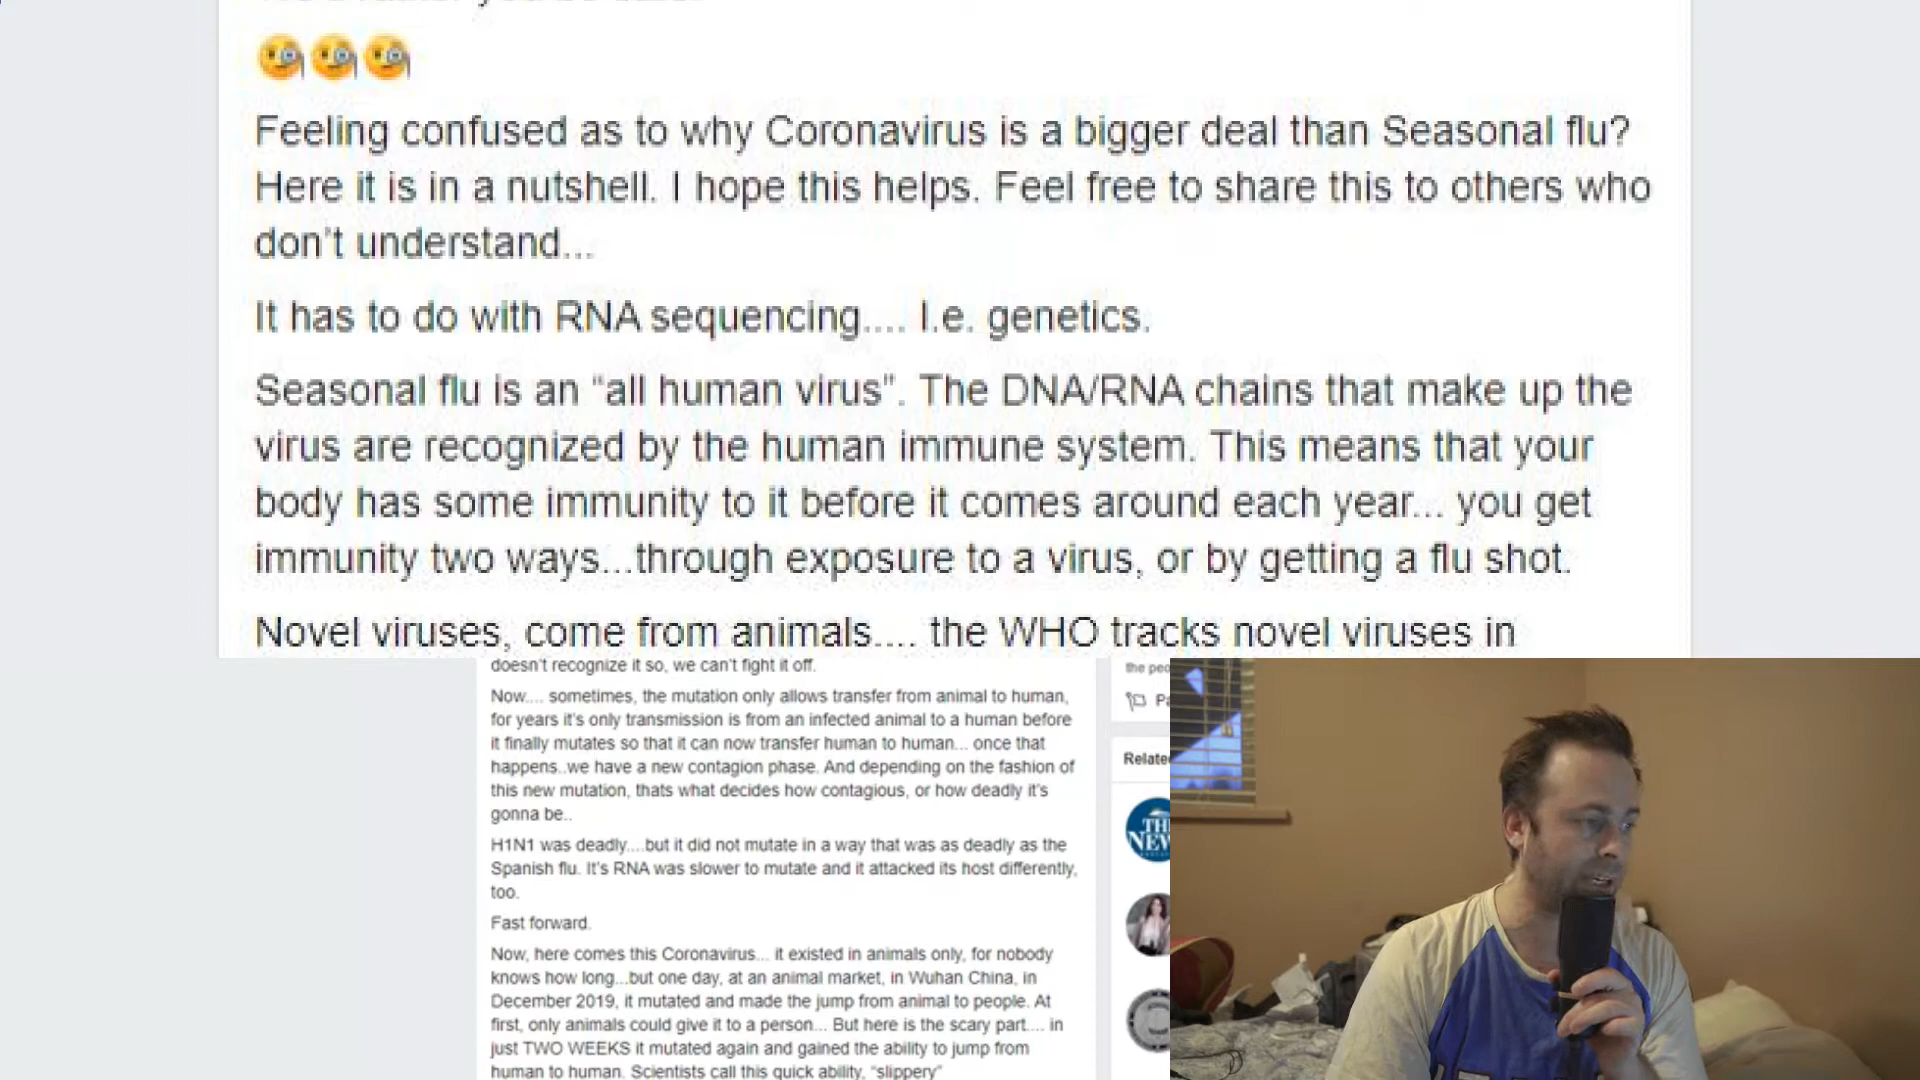 Feeling confused as to why Coronavirus is a bigger deal than Seasonal flu?
Here it is in a nutshell. I hope this helps. Feel free to share this to others who
don't understand...
It has to do with RNA sequencing.... I.e. genetics.
Seasonal flu is an "all human virus". The DNA/RNA chains that make up the
virus are recognized by the human immune system. This means that your
body has some immunity to it before it comes around each year... you get
immunity two ways...through exposure to a virus, or by getting a flu shot.
Novel viruses, come from animals.... the WHO tracks novel viruses in
doesn't recognize it so, we can't fight it off.
Now.... sometimes, the mutation only allows transfer from animal to human,
for years it's only transmission is from an infected animal to a human before
it finally mutates so that it can now transfer human to human... once that
happens..we have a new contagion phase. And depending on the fashion of
this new mutation, thats what decides how contagious, or how deadly it's
gonna be..
H1N1 was deadly....but it did not mutate in a way that was as deadly as the
Spanish flu. It's RNA was slower to mutate and it attacked its host differently,
too.
Fast forward.
Now, here comes this Coronavirus... it existed in animals only, for nobody
knows how long...but one day, at an animal market, in Wuhan China, in
December 2019, it mutated and made the jump from animal to people. At
first, only animals could give it to a person... But here is the scary part.... in
just TWO WEEKS it mutated again and gained the ability to jump from
human to human. Scientists call this quick ability, "slippery"
the peo
Pa
Relate
TH
NEW